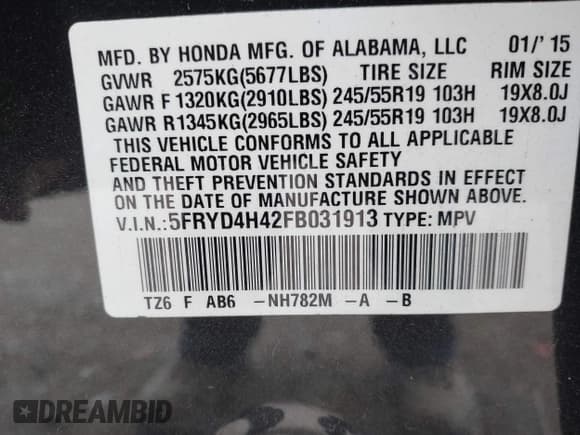 MFD. BY HONDA MFG. OF ALABAMA, LLC 01/'15
GVWR 2575KG(5677LBS) TIRE SIZE RIM SIZE
GAWR F 1320KG(2910LBS) 245/55R19 103H 19X8.0J
GAWR R1345KG(2965LBS) 245/55R19 103H 19X8.0J
THIS VEHICLE CONFORMS TO ALL APPLICABLE
FEDERAL MOTOR VEHICLE SAFETY
AND THEFT PREVENTION STANDARDS IN EFFECT
ON THE DATE OF MANUFACTURE SHOWN ABOVE.
V.I.N.:5FRYD4H42FB031913 TYPE: MPV
TZ6 F AB6 -NH782M -A -B
DREAMBID